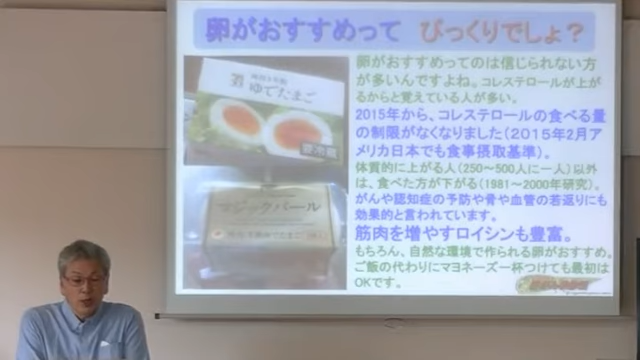 卵がおすすめって びっくりでしょ?
卵がおすすめってのは信じられない方
が多いんですよね。コレステロールが上が
るからと覚えている人が多い。
2015年から、コレステロールの食べる量
の制限がなくなりました(2015年2月ア
メリカ日本でも食事摂取基準)。
体質的に上がる人(250~500人に一人)以外
は、食べた方が下がる(1981~2000年研究)。
がんや認知症の予防や骨や血管の若返りにも
効果的と言われています。
筋肉を増やすロイシンも豊富。
もちろん、自然な環境で作られる卵がおすすめ。
ご飯の代わりにマヨネーズ一杯つけても最初は
OKです。
ゆでたまご
要冷蔵
マジックパール